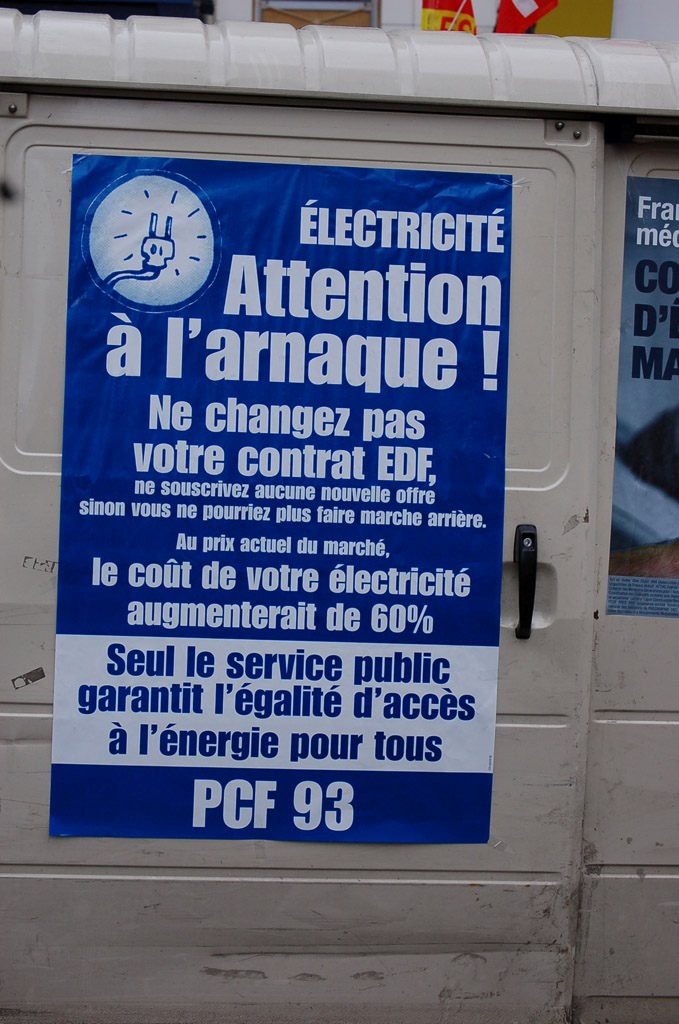 ÉLECTRICITÉ
Attention
à l'arnaque !
Ne changez pas
votre contrat EDF,
ne souscrivez aucune nouvelle offre
sinon vous ne pourriez plus faire marche arrière.
Au prix actuel du marché,
le coût de votre électricité
augmenterait de 60%
Seul le service public
garantit l'égalité d'accès
à l'énergie pour tous
PCF 93
Fra
méd
CO
D'É
MA